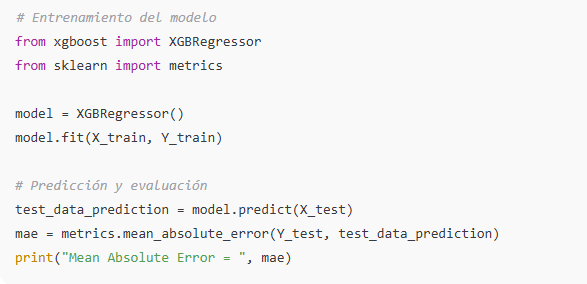 # Entrenamiento del modelo
from xgboost import XGBRegressor
from sklearn import metrics
model = XGBRegressor()
model.fit(X_train, Y_train)
# Predicción y evaluación
test_data_prediction = model.predict(X_test)
mae = metrics.mean_absolute_error(Y_test, test_data_prediction)
print("Mean Absolute Error = ", mae)